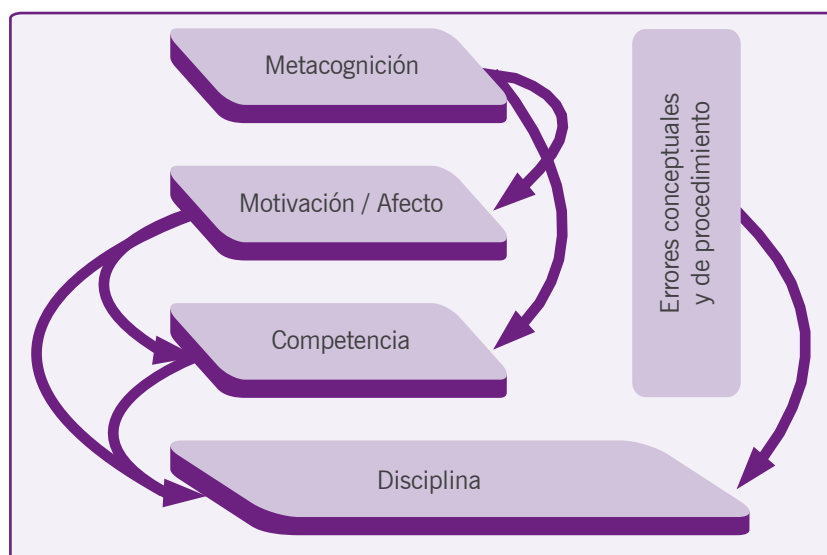 Metacognición
Motivación / Afecto
Competencia
Disciplina
Errores conceptuales
y de procedimiento